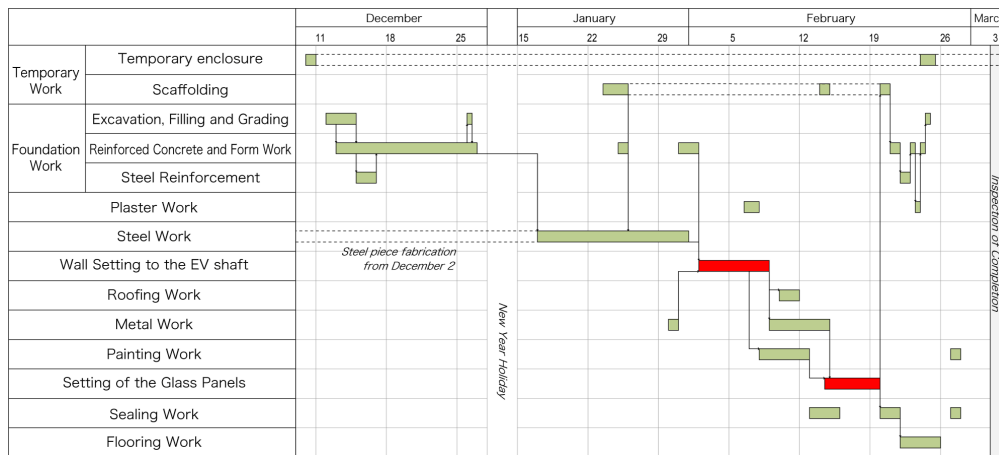 December January February Marc
11 18 25 15 22 29 5 12 19 26 3
Temporary Work
Temporary enclosure
Scaffolding
Foundation Work
Excavation, Filling and Grading
Reinforced Concrete and Form Work
Steel Reinforcement
Plaster Work
Steel Work
Steel piece fabrication
from December 2
Wall Setting to the EV shaft
Roofing Work
Metal Work
Painting Work
Setting of the Glass Panels
Sealing Work
Flooring Work
New Year Holiday
Inspection of Completion